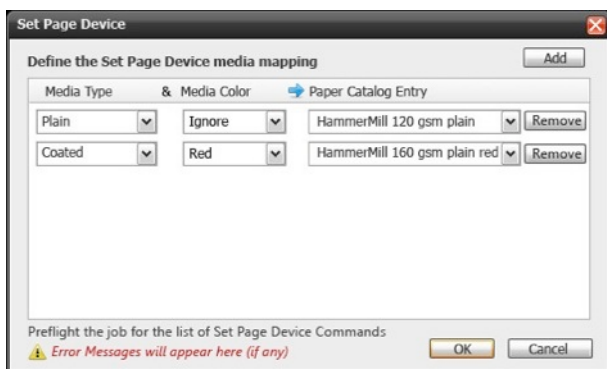 Set Page Device
Define the Set Page Device media mapping Add
Media Type & Media Color Paper Catalog Entry
Plain Ignore HammerMill 120 gsm plain Remove
Coated Red HammerMill 160 gsm plain red Remove
Preflight the job for the list of Set Page Device Commands
Error Messages will appear here (if any) OK Cancel